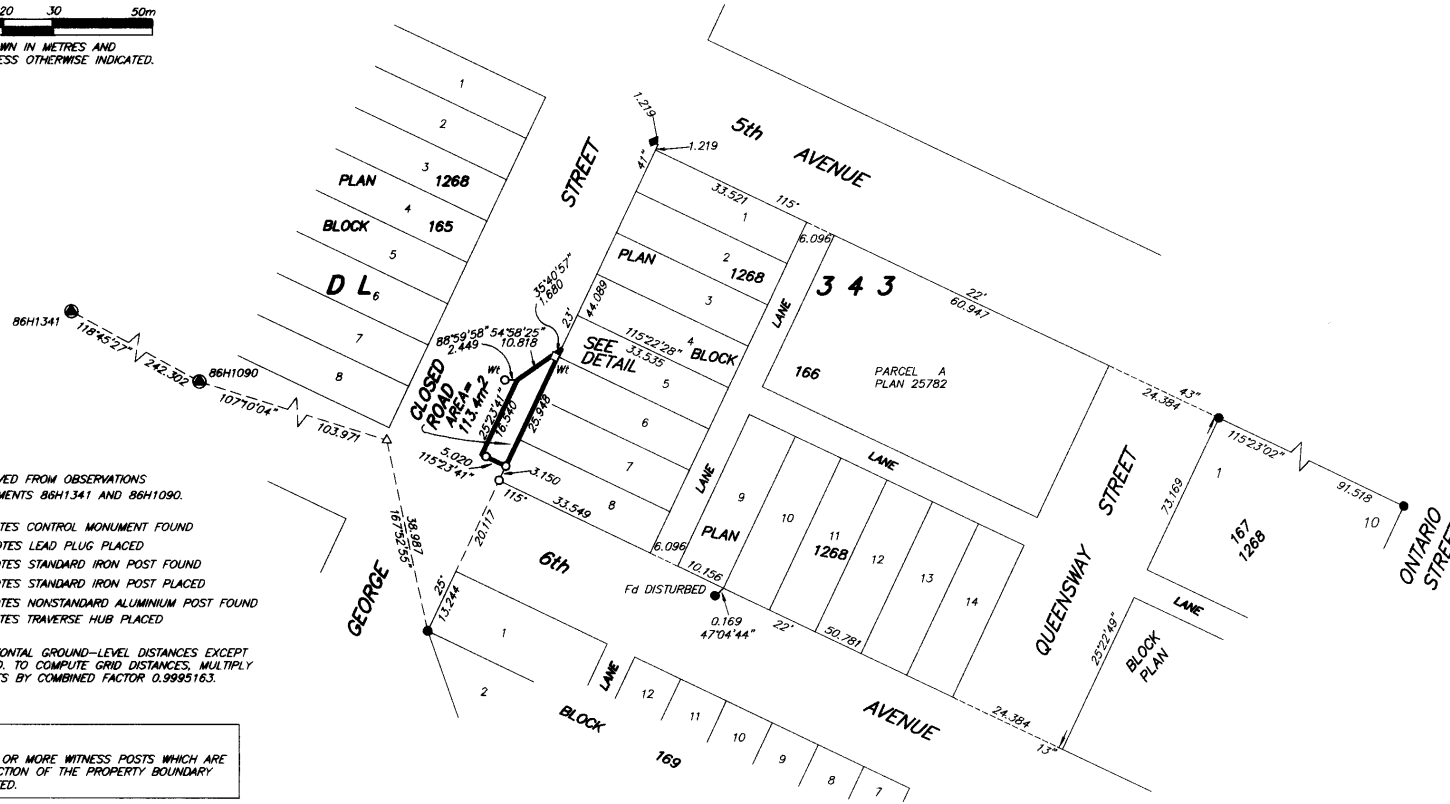 20 30 50m
WN IN METRES AND
ESS OTHERWISE INDICATED.
1
2
3
PLAN 1268
4
BLOCK 165
5
D L
6
7
8
STREET
1.219
1.219
41"
5th
AVENUE
33.521
115°
6.096
1
PLAN
2
1268
3
4
BLOCK
5
6
7
8
44.089
23'
35°40'57"
1.680
SEE
DETAIL
115°22'28"
33.535
LANE
3 4 3
22'
60.947
166
PARCEL A
PLAN 25782
24.384
43"
115°23'02"
91.518
86H1341
118°45'27"
242.302
86H1090
107°10'04"
103.971
88°59'58"
2.449
54°58'25"
10.818
Wt
Wt
CLOSED
ROAD
AREA=
113.4m²
25°23'41"
16.540
25.948
5.020
115°23'41"
3.150
115°
33.549
20.117
38.987
167°52'55"
GEORGE
25'
13.244
6th
6.096
10.156
Fd DISTURBED
0.169
47°04'44"
22'
50.781
LANE
LANE
PLAN
9
10
11
1268
12
13
14
QUEENSWAY STREET
73.169
1
167
1268
10
ONTARIO
STREET
LANE
25°22'49"
BLOCK
PLAN
24.384
13"
AVENUE
1
2
LANE
BLOCK
169
12
11
10
9
8
7
VED FROM OBSERVATIONS
MENTS 86H1341 AND 86H1090.
TES CONTROL MONUMENT FOUND
OTES LEAD PLUG PLACED
OTES STANDARD IRON POST FOUND
OTES STANDARD IRON POST PLACED
OTES NONSTANDARD ALUMINIUM POST FOUND
TES TRAVERSE HUB PLACED
ONTAL GROUND-LEVEL DISTANCES EXCEPT
D. TO COMPUTE GRID DISTANCES, MULTIPLY
TS BY COMBINED FACTOR 0.9995163.
OR MORE WITNESS POSTS WHICH ARE
CTION OF THE PROPERTY BOUNDARY
TED.